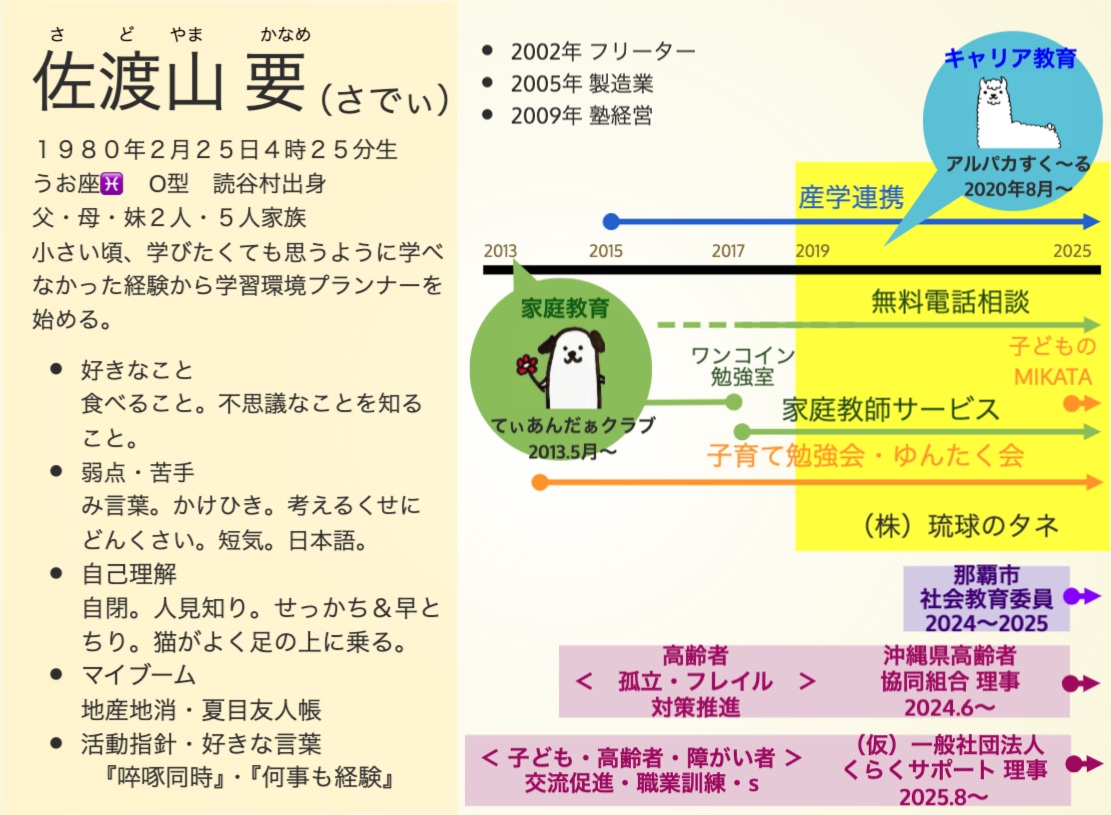 さ ど やま かなめ
佐渡山 要（さでぃ）
１９８０年２月２５日４時２５分生
うお座♓ O型 読谷村出身
父・母・妹２人・５人家族
小さい頃、学びたくても思うように学べ
なかった経験から学習環境プランナーを
始める。
● 好きなこと
食べること。不思議なことを知る
こと。
● 弱点・苦手
み言葉。かけひき。考えるくせに
どんくさい。短気。日本語。
● 自己理解
自閉。人見知り。せっかち＆早と
ちり。猫がよく足の上に乗る。
● マイブーム
地産地消・夏目友人帳
● 活動指針・好きな言葉
『啐啄同時』・『何事も経験』
● 2002年 フリーター
● 2005年 製造業
● 2009年 塾経営
キャリア教育
アルパカすく〜る
2020年8月〜
産学連携
2013 2015 2017 2019 2025
家庭教育
てぃあんだぁクラブ
2013.5月〜
無料電話相談
ワンコイン
勉強室
子どもの
MIKATA
家庭教師サービス
子育て勉強会・ゆんたく会
（株）琉球のタネ
那覇市
社会教育委員
2024〜2025
高齢者
＜ 孤立・フレイル ＞
対策推進
沖縄県高齢者
協同組合 理事
2024.6〜
＜ 子ども・高齢者・障がい者 ＞
交流促進・職業訓練・s
（仮）一般社団法人
くらくサポート 理事
2025.8〜